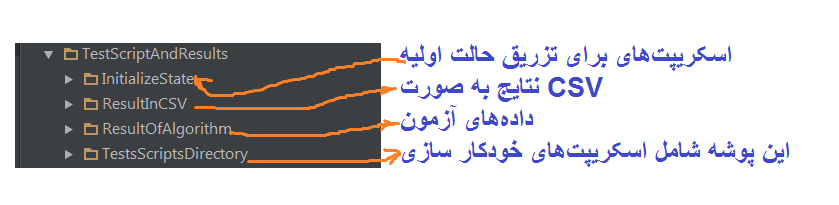 TestScriptAndResults
InitializeState
ResultInCSV
ResultOfAlgorithm
TestsScriptsDirectory
اسکریپت‌های برای تزریق حالت اولیه
نتایج به صورت CSV
داده‌های آزمون
این پوشه شامل اسکریپت‌های خودکار سازی